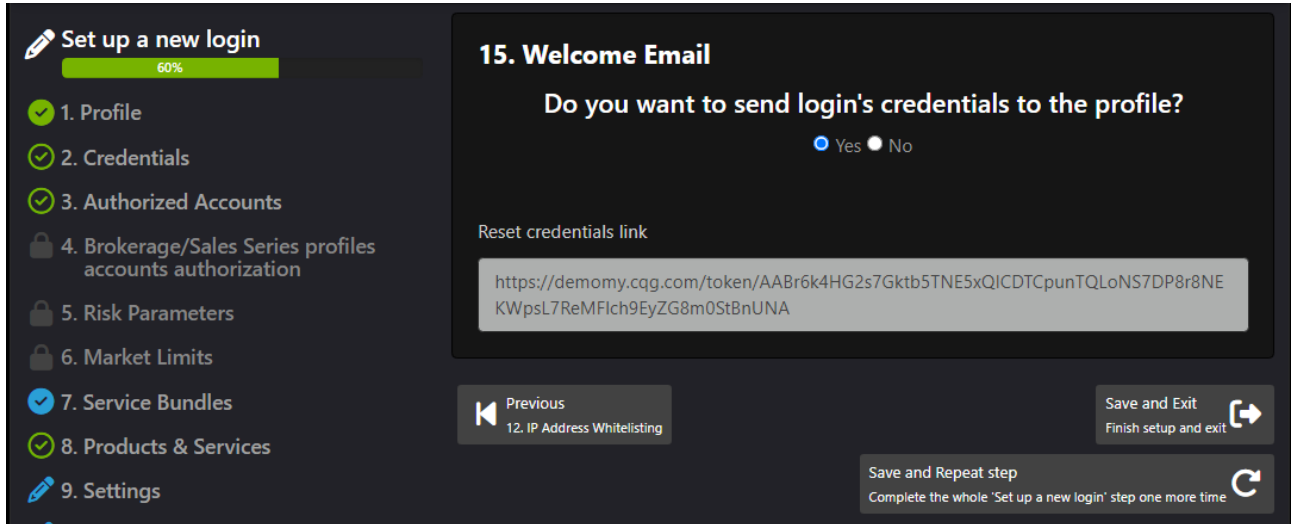 Set up a new login
60%
1. Profile
2. Credentials
3. Authorized Accounts
4. Brokerage/Sales Series profiles
accounts authorization
5. Risk Parameters
6. Market Limits
7. Service Bundles
8. Products & Services
9. Settings
15. Welcome Email
Do you want to send login's credentials to the profile?
Yes No
Reset credentials link
https://demomy.cqg.com/token/AABr6k4HG2s7Gktb5TNE5xQICDTCpunTQLoNS7DP8r8NE
KWpsL7ReMFlch9EyZG8m0StBnUNA
Previous
12. IP Address Whitelisting
Save and Exit
Finish setup and exit
Save and Repeat step
Complete the whole 'Set up a new login' step one more time